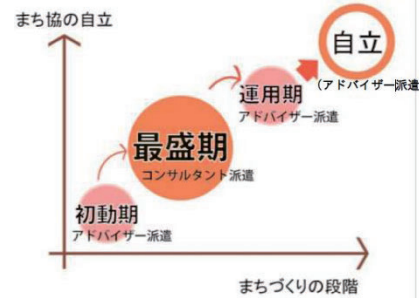 まち協の自立
自立
(アドバイザー派遣
運用期
アドバイザー派遣
最盛期
コンサルタント派遣
初動期
アドバイザー派遣
まちづくりの段階